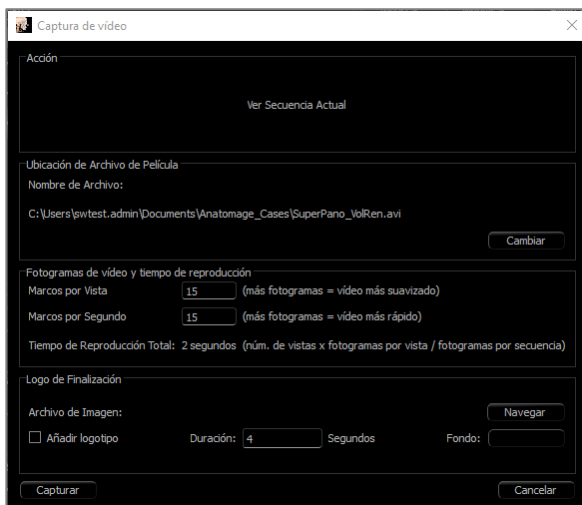 Captura de vídeo
Acción
Ver Secuencia Actual
Ubicación de Archivo de Película
Nombre de Archivo:
C:\Users\swtest.admin\Documents\Anatomage_Cases\SuperPano_VolRen.avi
Cambiar
Fotogramas de vídeo y tiempo de reproducción
Marcos por Vista 15 (más fotogramas = vídeo más suavizado)
Marcos por Segundo 15 (más fotogramas = vídeo más rápido)
Tiempo de Reproducción Total: 2 segundos (núm. de vistas x fotogramas por vista / fotogramas por secuencia)
Logo de Finalización
Archivo de Imagen: Navegar
Añadir logotipo Duración: 4 Segundos Fondo:
Capturar Cancelar